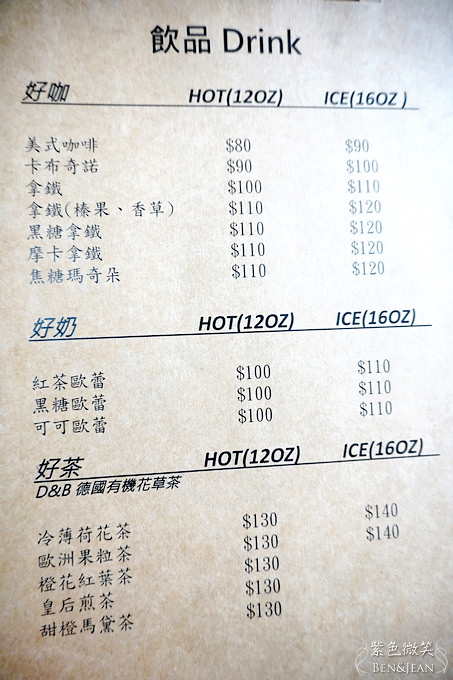 飲品 Drink
好咖 HOT(12OZ) ICE(16OZ )
美式咖啡 $80 $90
卡布奇諾 $90 $100
拿鐵 $100 $110
拿鐵(榛果、香草) $110 $120
黑糖拿鐵 $110 $120
摩卡拿鐵 $110 $120
焦糖瑪奇朵 $110 $120
好奶 HOT(12OZ) ICE(16OZ)
紅茶歐蕾 $100 $110
黑糖歐蕾 $100 $110
可可歐蕾 $100 $110
好茶 HOT(12OZ) ICE(16OZ)
D&B 德國有機花草茶
冷薄荷花茶 $130 $140
歐洲果粒茶 $130 $140
橙花紅葉茶 $130
皇后煎茶 $130
甜橙馬黛茶 $130
紫色微笑
BEN&JEAN